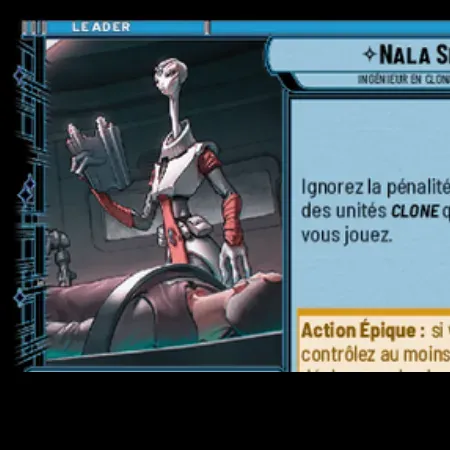 LEADER
NALA S
INGÉNIEUR EN CLON
Ignorez la pénalité
des unités CLONE q
vous jouez.
Action Épique : si
contrôlez au moins